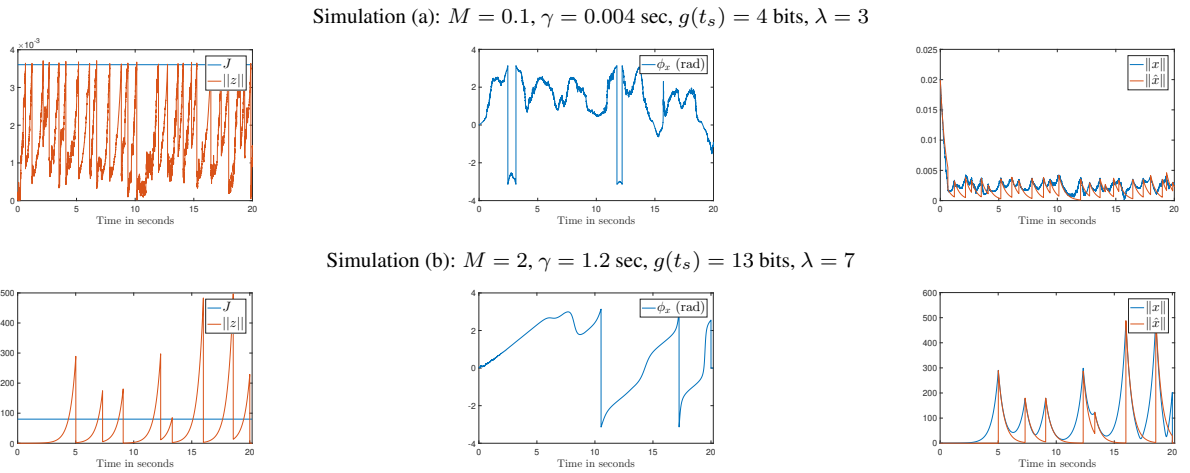 Simulation (a): M = 0.1, γ = 0.004 sec, g(t_s) = 4 bits, λ = 3
×10⁻³
4
3
2
1
0
0 5 10 15 20
Time in seconds
J
||z||
4
2
0
-2
-4
0 5 10 15 20
Time in seconds
ϕ_x (rad)
0.025
0.02
0.015
0.01
0.005
0
0 5 10 15 20
Time in seconds
‖x‖
‖x̂‖
Simulation (b): M = 2, γ = 1.2 sec, g(t_s) = 13 bits, λ = 7
500
400
300
200
100
0
0 5 10 15 20
Time in seconds
J
||z||
4
2
0
-2
-4
0 5 10 15 20
Time in seconds
ϕ_x (rad)
600
500
400
300
200
100
0
0 5 10 15 20
Time in seconds
‖x‖
‖x̂‖